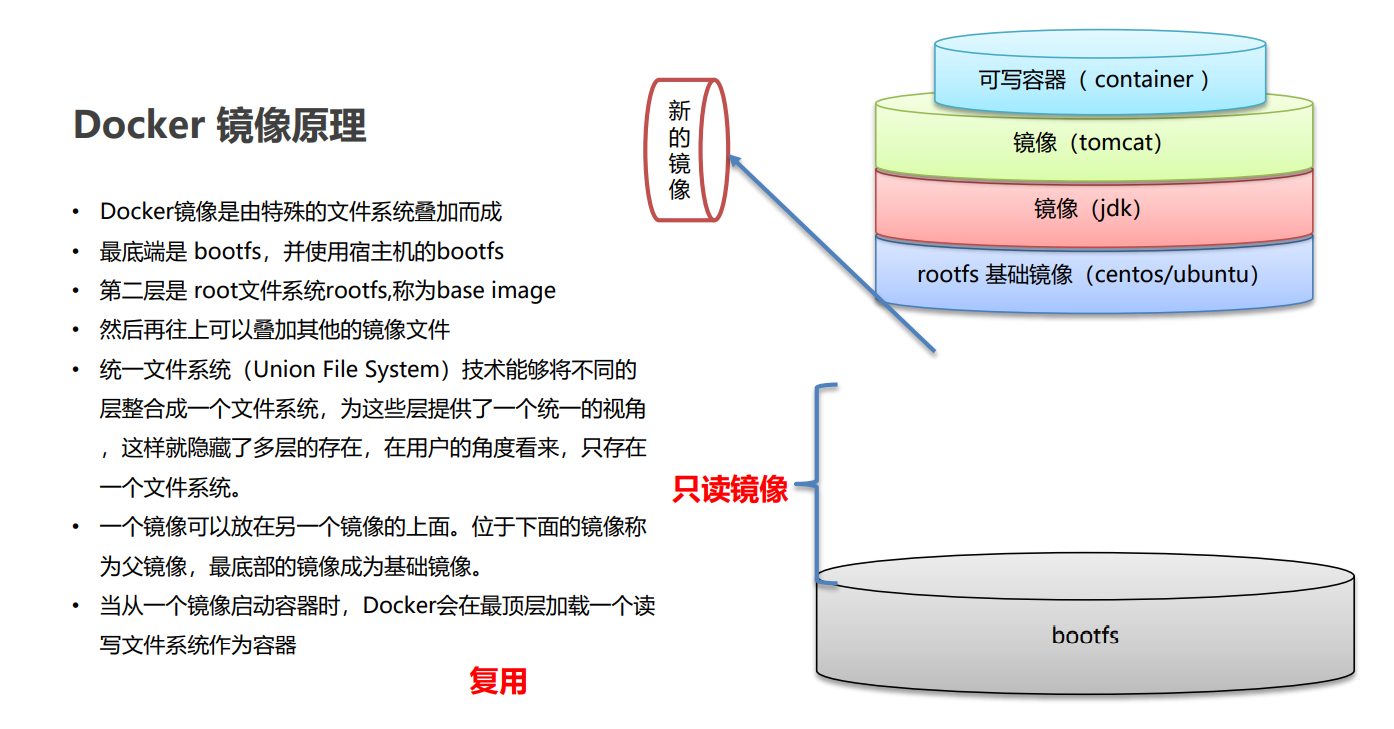 Docker 镜像原理
• Docker镜像是由特殊的文件系统叠加而成
• 最底端是 bootfs，并使用宿主机的bootfs
• 第二层是 root文件系统rootfs,称为base image
• 然后再往上可以叠加其他的镜像文件
• 统一文件系统（Union File System）技术能够将不同的
层整合成一个文件系统，为这些层提供了一个统一的视角
，这样就隐藏了多层的存在，在用户的角度看来，只存在
一个文件系统。
• 一个镜像可以放在另一个镜像的上面。位于下面的镜像称
为父镜像，最底部的镜像成为基础镜像。
• 当从一个镜像启动容器时，Docker会在最顶层加载一个读
写文件系统作为容器
复用
新的镜像
可写容器（ container ）
镜像（tomcat）
镜像（jdk）
rootfs 基础镜像（centos/ubuntu）
只读镜像
bootfs